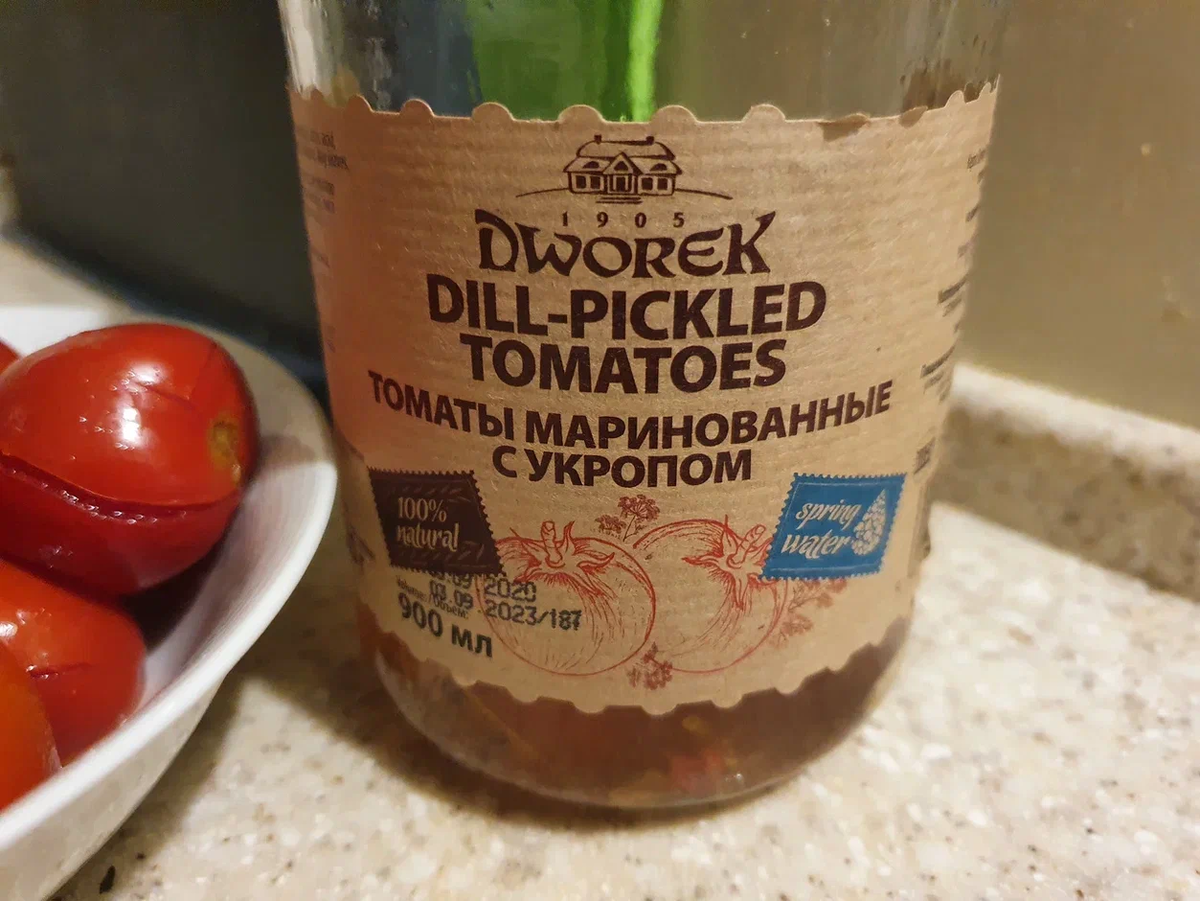 1905
DWOREK
DILL-PICKLED
TOMATOES
ТОМАТЫ МАРИНОВАННЫЕ
С УКРОПОМ
100%
natural
spring
water
03 09 2020
03 09 2023/187
900 МЛ